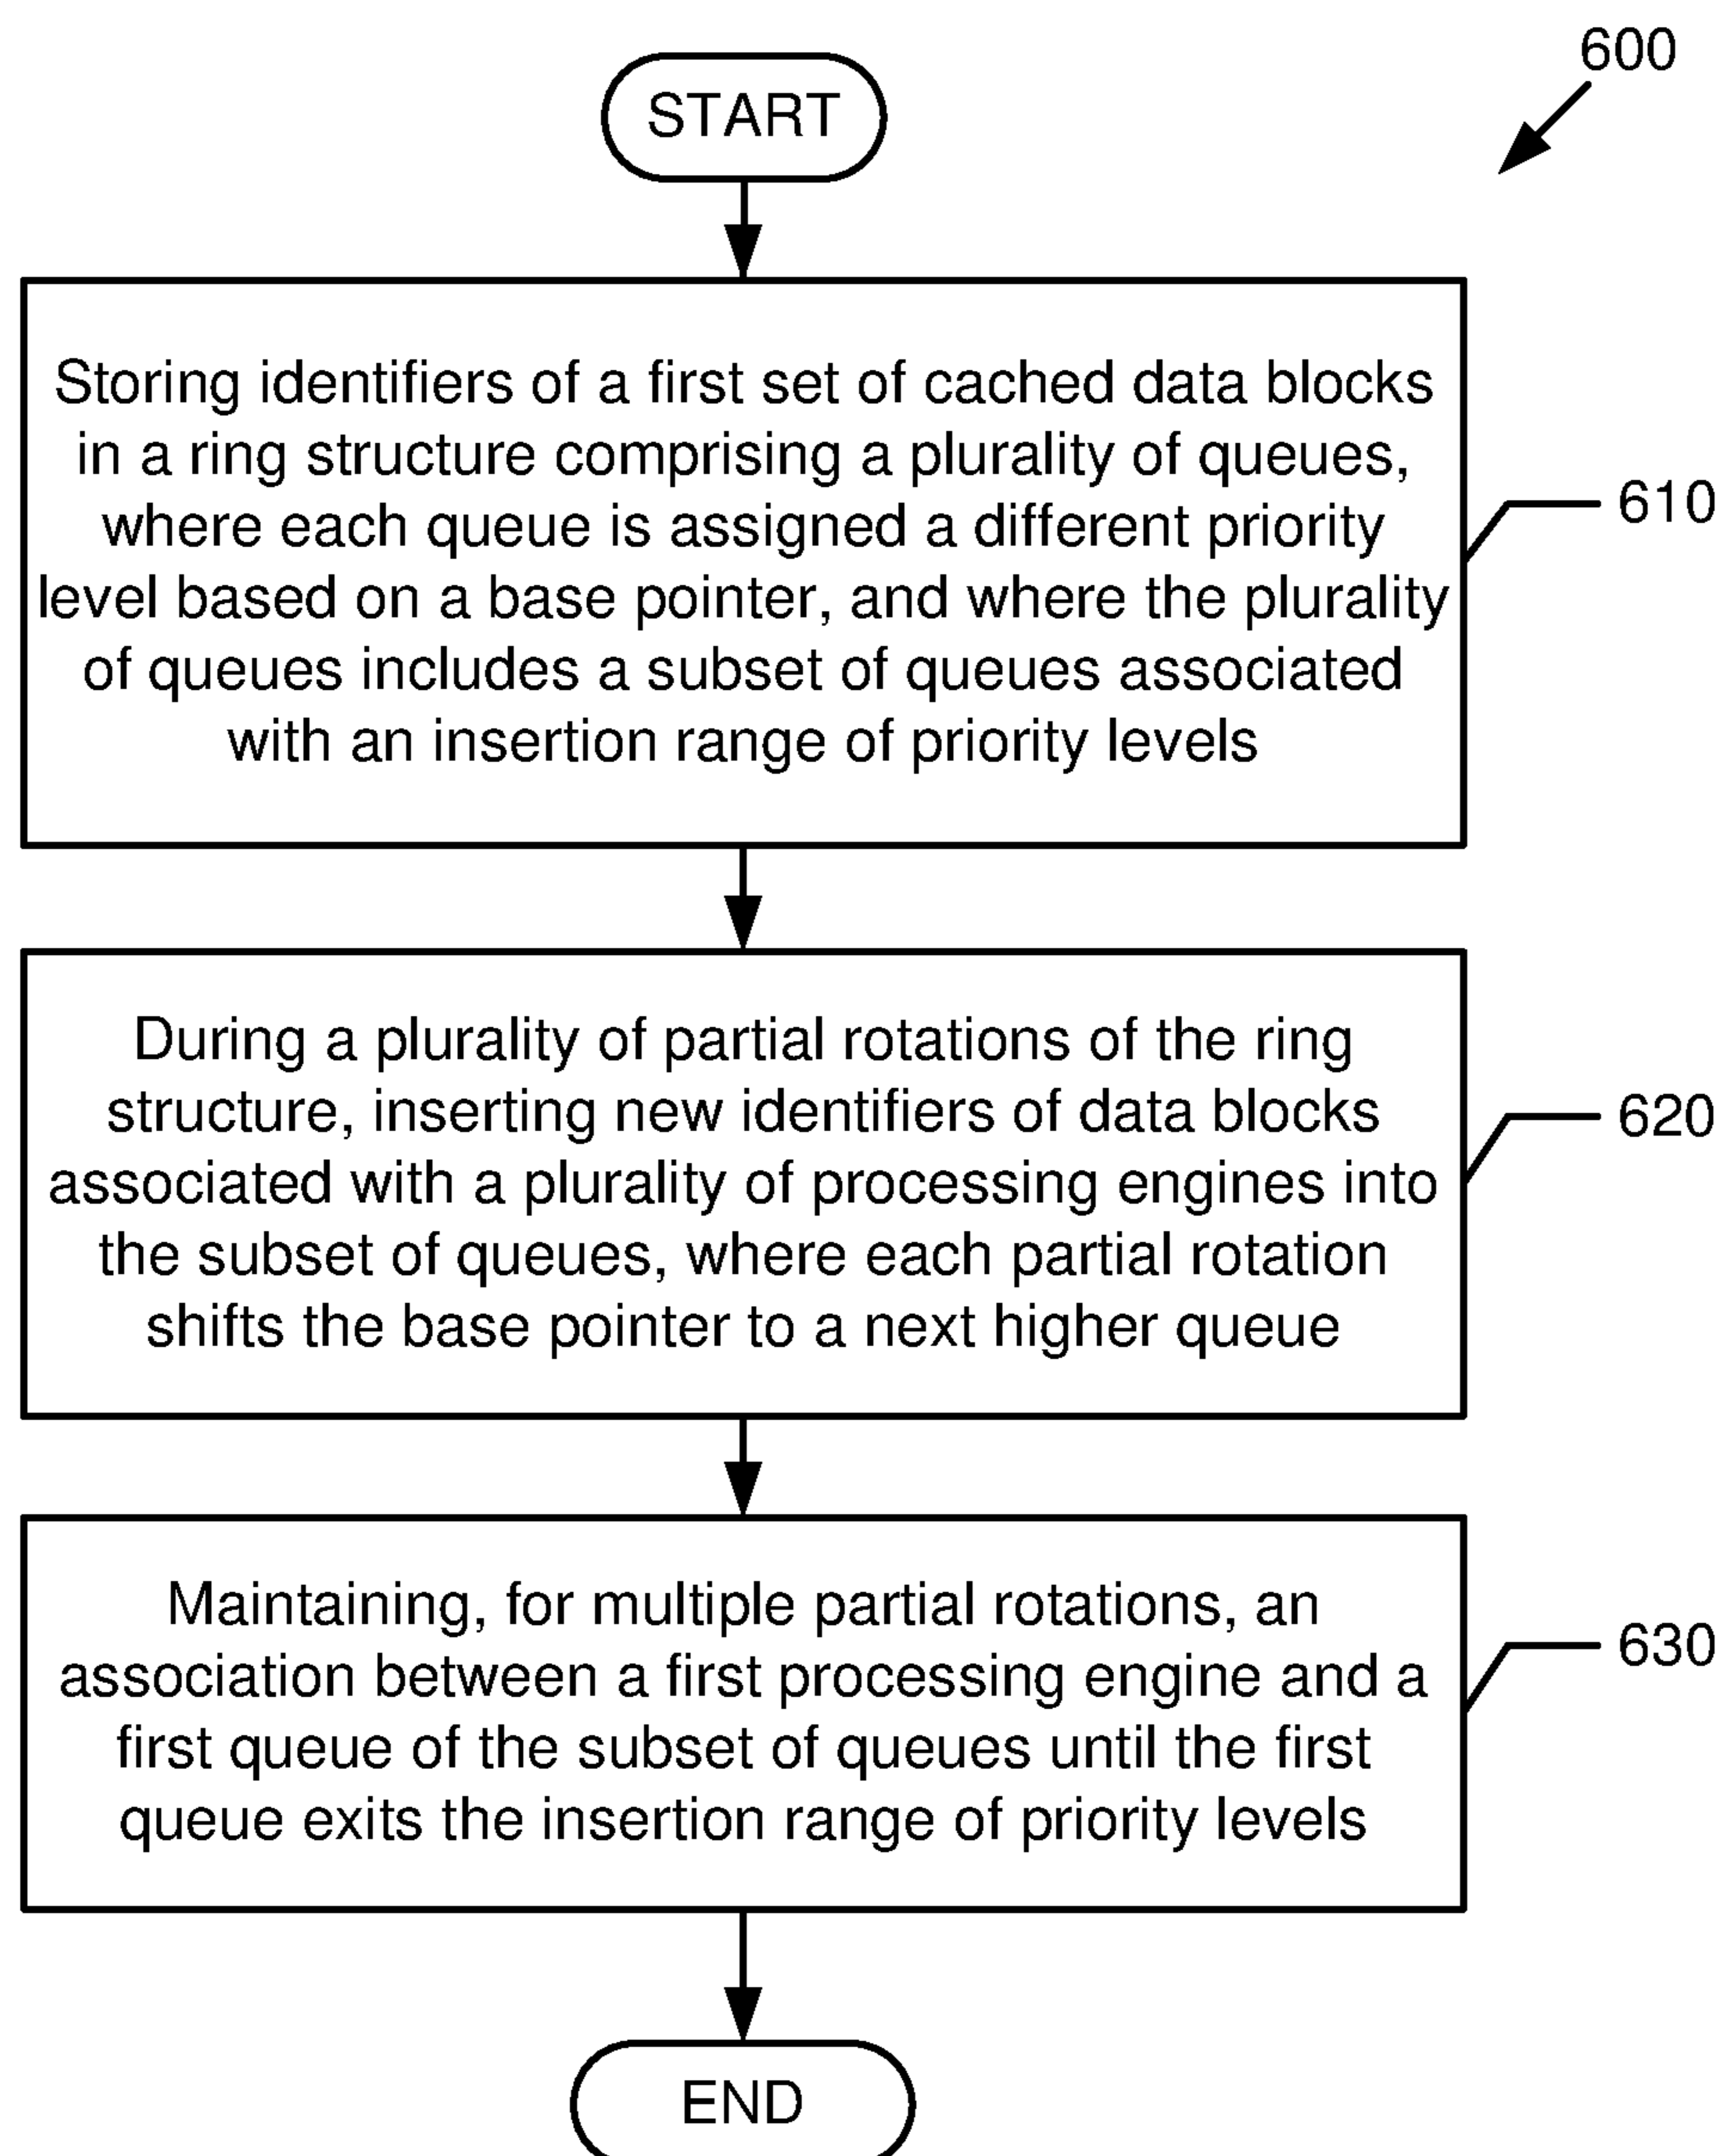 600
START
Storing identifiers of a first set of cached data blocks
in a ring structure comprising a plurality of queues,
where each queue is assigned a different priority
level based on a base pointer, and where the plurality
of queues includes a subset of queues associated
with an insertion range of priority levels
610
During a plurality of partial rotations of the ring
structure, inserting new identifiers of data blocks
associated with a plurality of processing engines into
the subset of queues, where each partial rotation
shifts the base pointer to a next higher queue
620
Maintaining, for multiple partial rotations, an
association between a first processing engine and a
first queue of the subset of queues until the first
queue exits the insertion range of priority levels
630
END